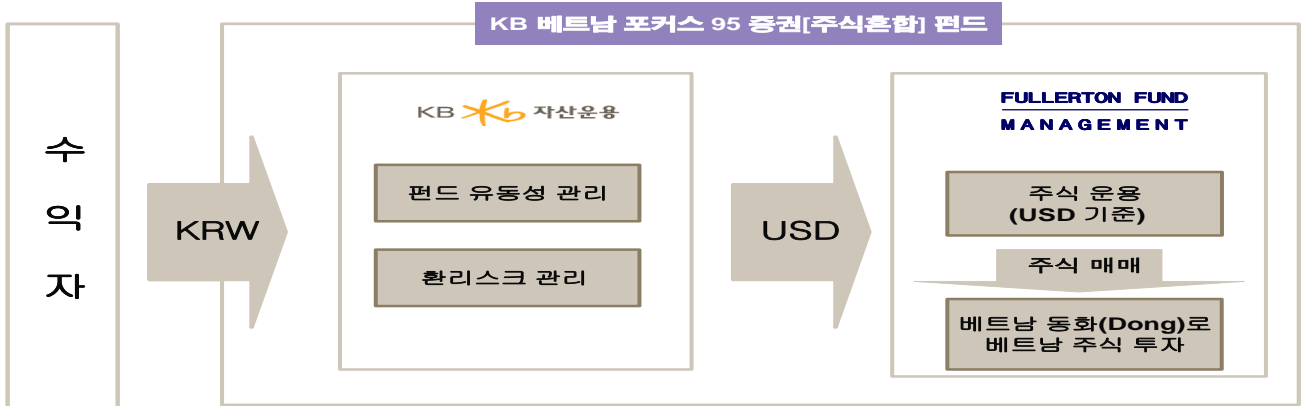 KB 베트남 포커스 95 증권[주식혼합] 펀드
수
익
자
KRW
KB Kb 자산운용
펀드 유동성 관리
환리스크 관리
USD
FULLERTON FUND
MANAGEMENT
주식 운용
(USD 기준)
주식 매매
베트남 동화(Dong)로
베트남 주식 투자